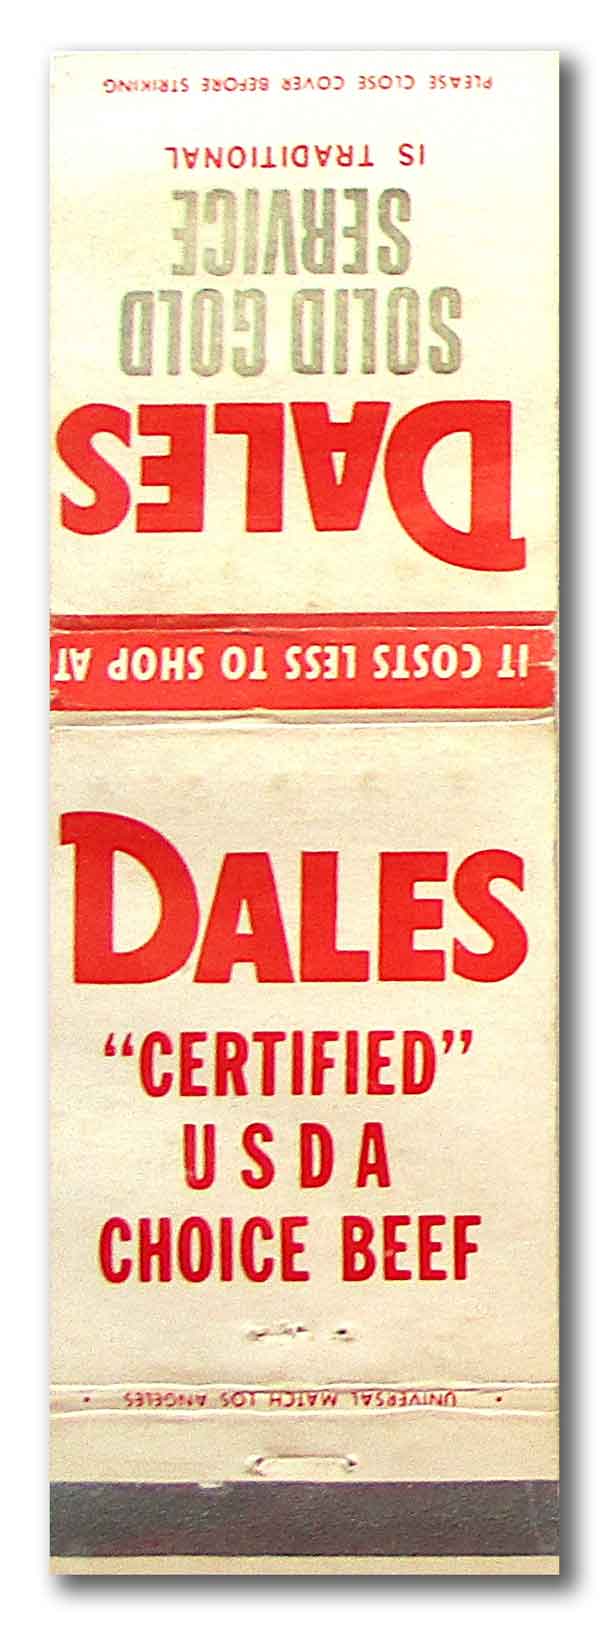 PLEASE CLOSE COVER BEFORE STRIKING
DALES
SOLID GOLD
SERVICE
IS TRADITIONAL
IT COSTS LESS TO SHOP AT
DALES
"CERTIFIED"
USDA
CHOICE BEEF
• UNIVERSAL MATCH LOS ANGELES •